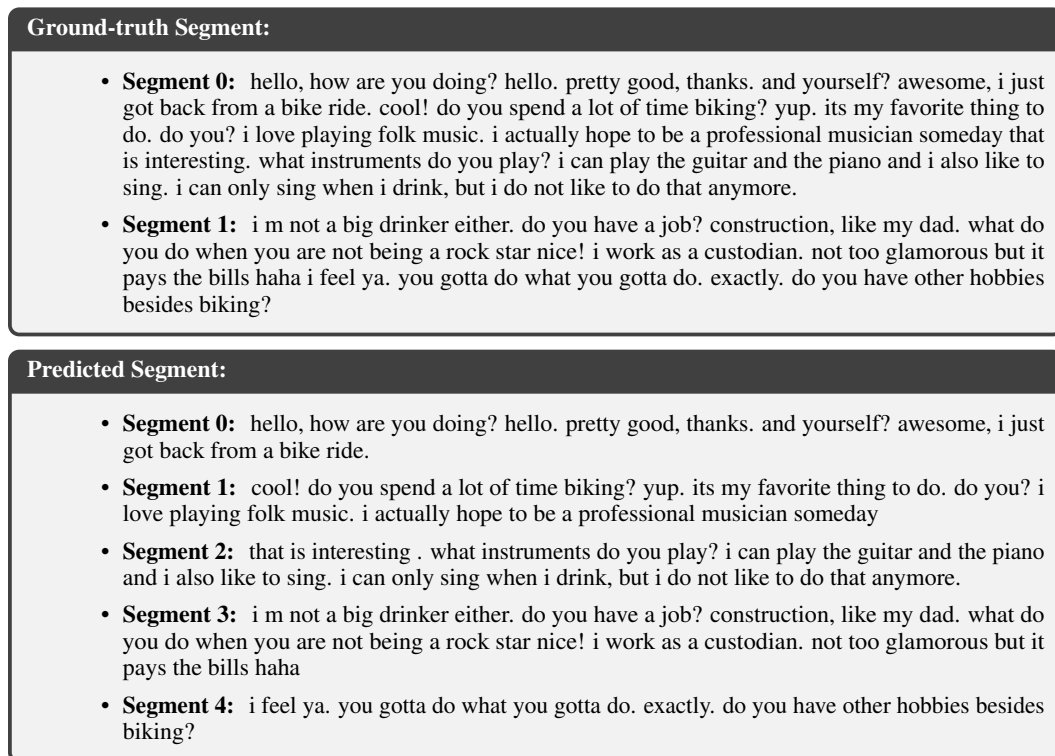 Ground-truth Segment:
• Segment 0: hello, how are you doing? hello. pretty good, thanks. and yourself? awesome, i just
got back from a bike ride. cool! do you spend a lot of time biking? yup. its my favorite thing to
do. do you? i love playing folk music. i actually hope to be a professional musician someday that
is interesting. what instruments do you play? i can play the guitar and the piano and i also like to
sing. i can only sing when i drink, but i do not like to do that anymore.
• Segment 1: i m not a big drinker either. do you have a job? construction, like my dad. what do
you do when you are not being a rock star nice! i work as a custodian. not too glamorous but it
pays the bills haha i feel ya. you gotta do what you gotta do. exactly. do you have other hobbies
besides biking?
Predicted Segment:
• Segment 0: hello, how are you doing? hello. pretty good, thanks. and yourself? awesome, i just
got back from a bike ride.
• Segment 1: cool! do you spend a lot of time biking? yup. its my favorite thing to do. do you? i
love playing folk music. i actually hope to be a professional musician someday
• Segment 2: that is interesting . what instruments do you play? i can play the guitar and the piano
and i also like to sing. i can only sing when i drink, but i do not like to do that anymore.
• Segment 3: i m not a big drinker either. do you have a job? construction, like my dad. what do
you do when you are not being a rock star nice! i work as a custodian. not too glamorous but it
pays the bills haha
• Segment 4: i feel ya. you gotta do what you gotta do. exactly. do you have other hobbies besides
biking?